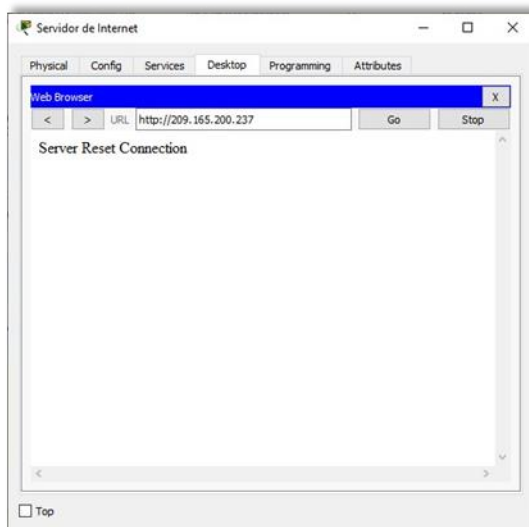 Servidor de Internet
Physical Config Services Desktop Programming Attributes
Web Browser X
< > URL http://209.165.200.237 Go Stop
Server Reset Connection
Top